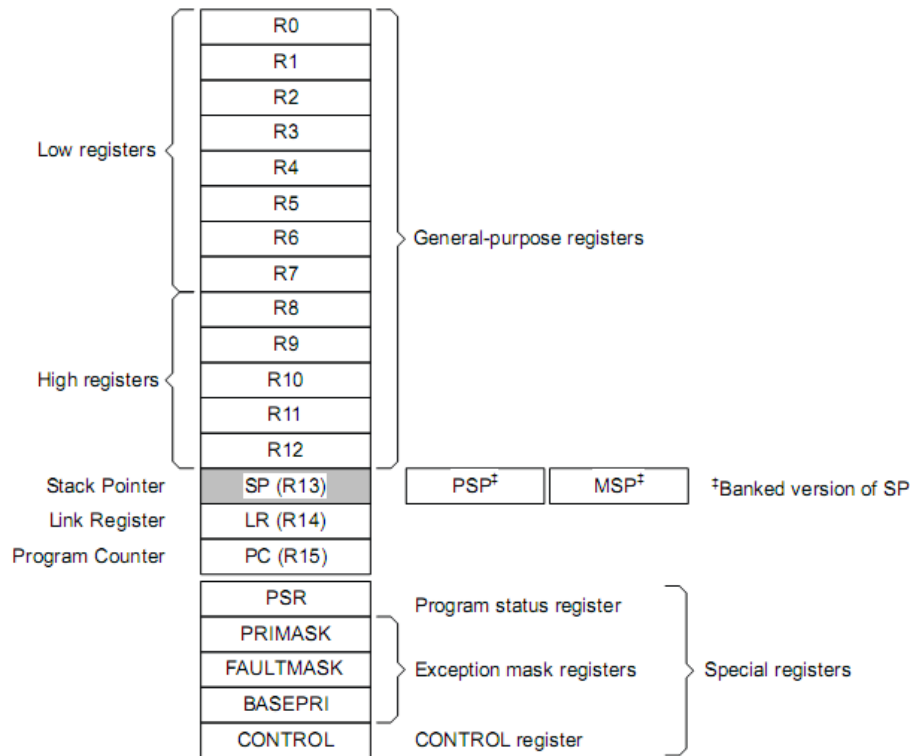 R0
R1
R2
R3
Low registers
R4
R5
R6
General-purpose registers
R7
R8
R9
High registers
R10
R11
R12
Stack Pointer SP (R13) PSP‡ MSP‡ ‡Banked version of SP
Link Register LR (R14)
Program Counter PC (R15)
PSR Program status register
PRIMASK
FAULTMASK Exception mask registers Special registers
BASEPRI
CONTROL CONTROL register